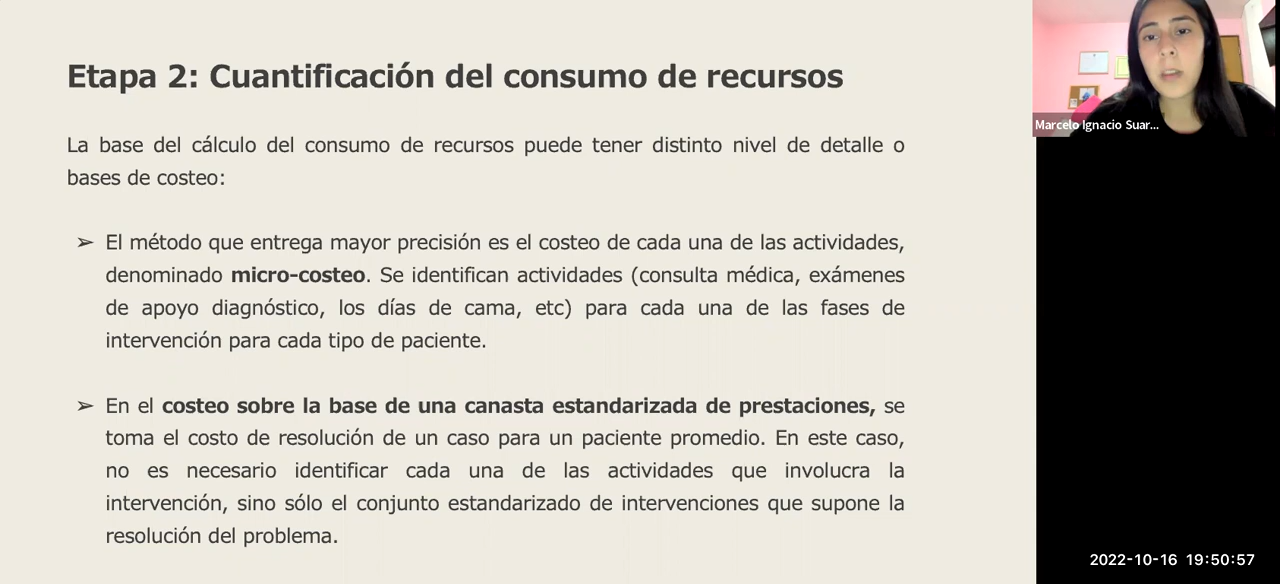 Etapa 2: Cuantificación del consumo de recursos
La base del cálculo del consumo de recursos puede tener distinto nivel de detalle o
bases de costeo:
➢ El método que entrega mayor precisión es el costeo de cada una de las actividades,
denominado micro-costeo. Se identifican actividades (consulta médica, exámenes
de apoyo diagnóstico, los días de cama, etc) para cada una de las fases de
intervención para cada tipo de paciente.
➢ En el costeo sobre la base de una canasta estandarizada de prestaciones, se
toma el costo de resolución de un caso para un paciente promedio. En este caso,
no es necesario identificar cada una de las actividades que involucra la
intervención, sino sólo el conjunto estandarizado de intervenciones que supone la
resolución del problema.
Marcelo Ignacio Suar...
2022-10-16 19:50:57